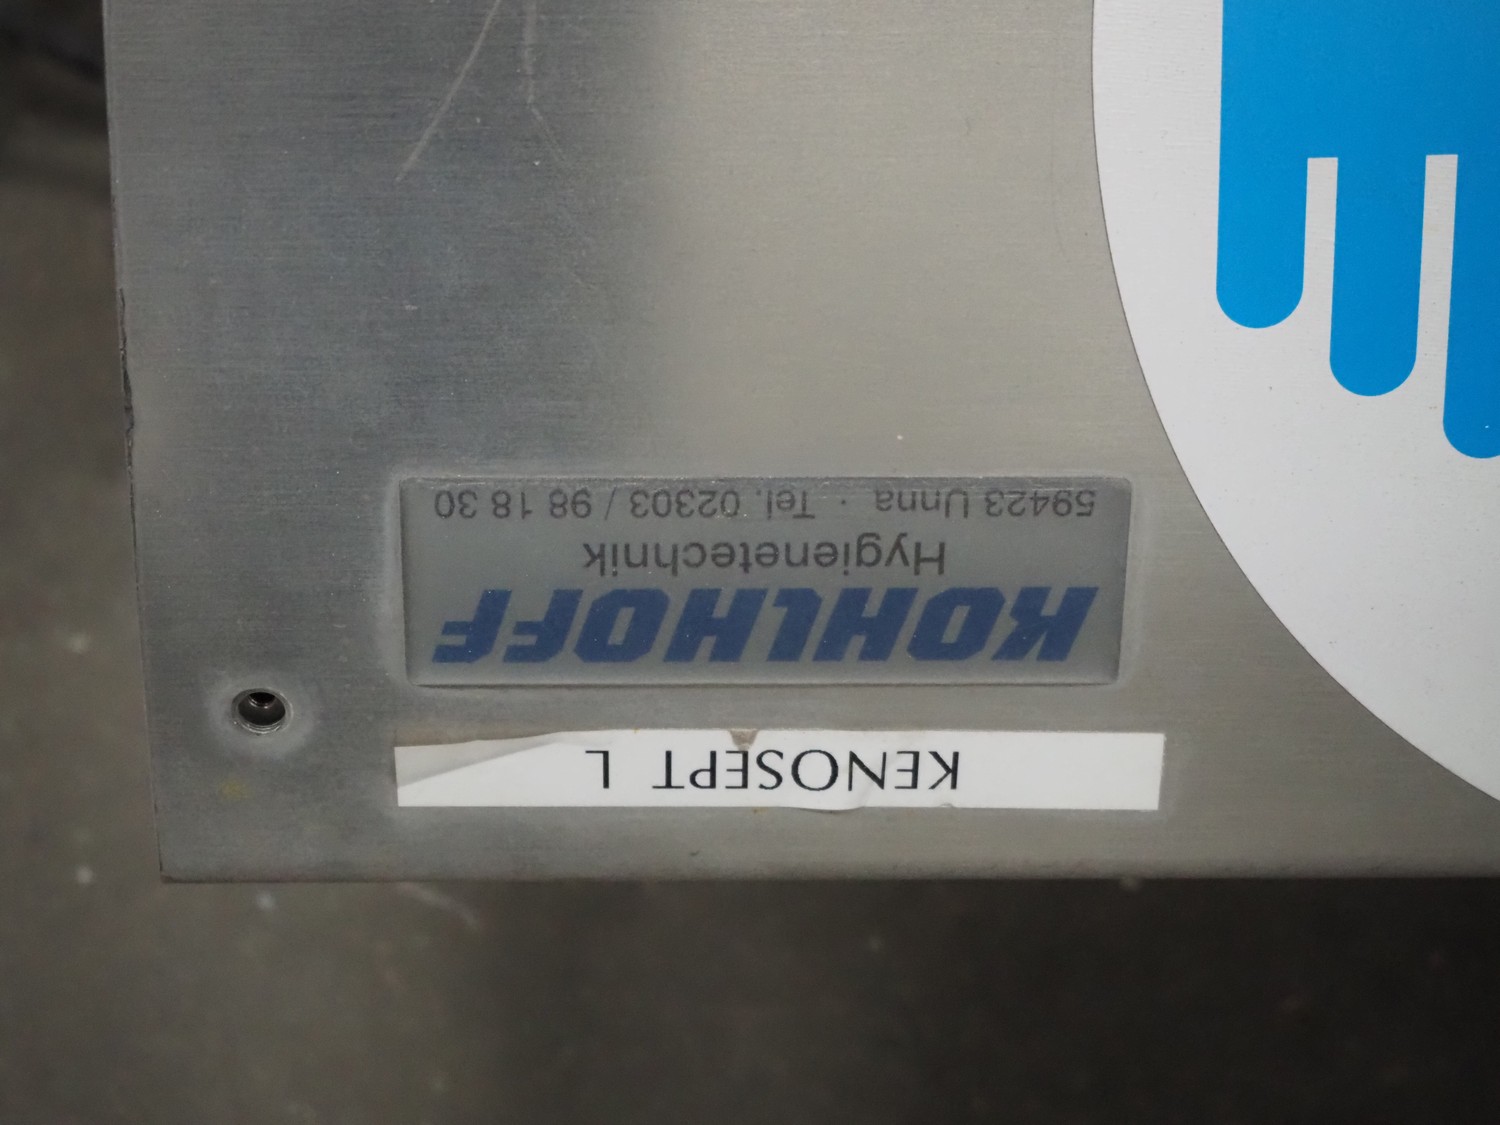 KENOSEPT L
KOHLHOFF
Hygienetechnik
59423 Unna · Tel. 02303 / 98 18 30